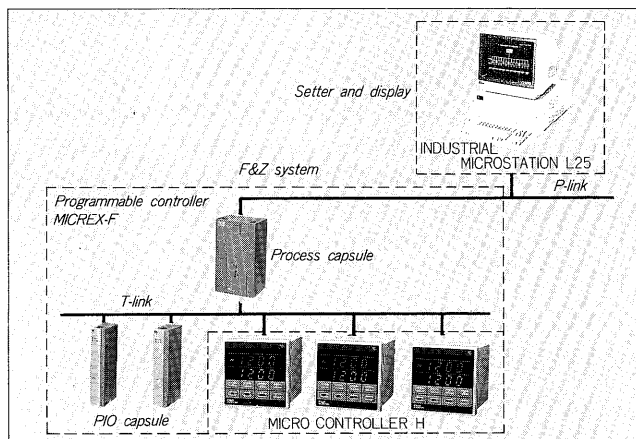 Setter and display
INDUSTRIAL
MICROSTATION L25
F&Z system
P-link
Programmable controller
MICREX-F
Process capsule
T-link
PIO capsule
MICRO CONTROLLER H